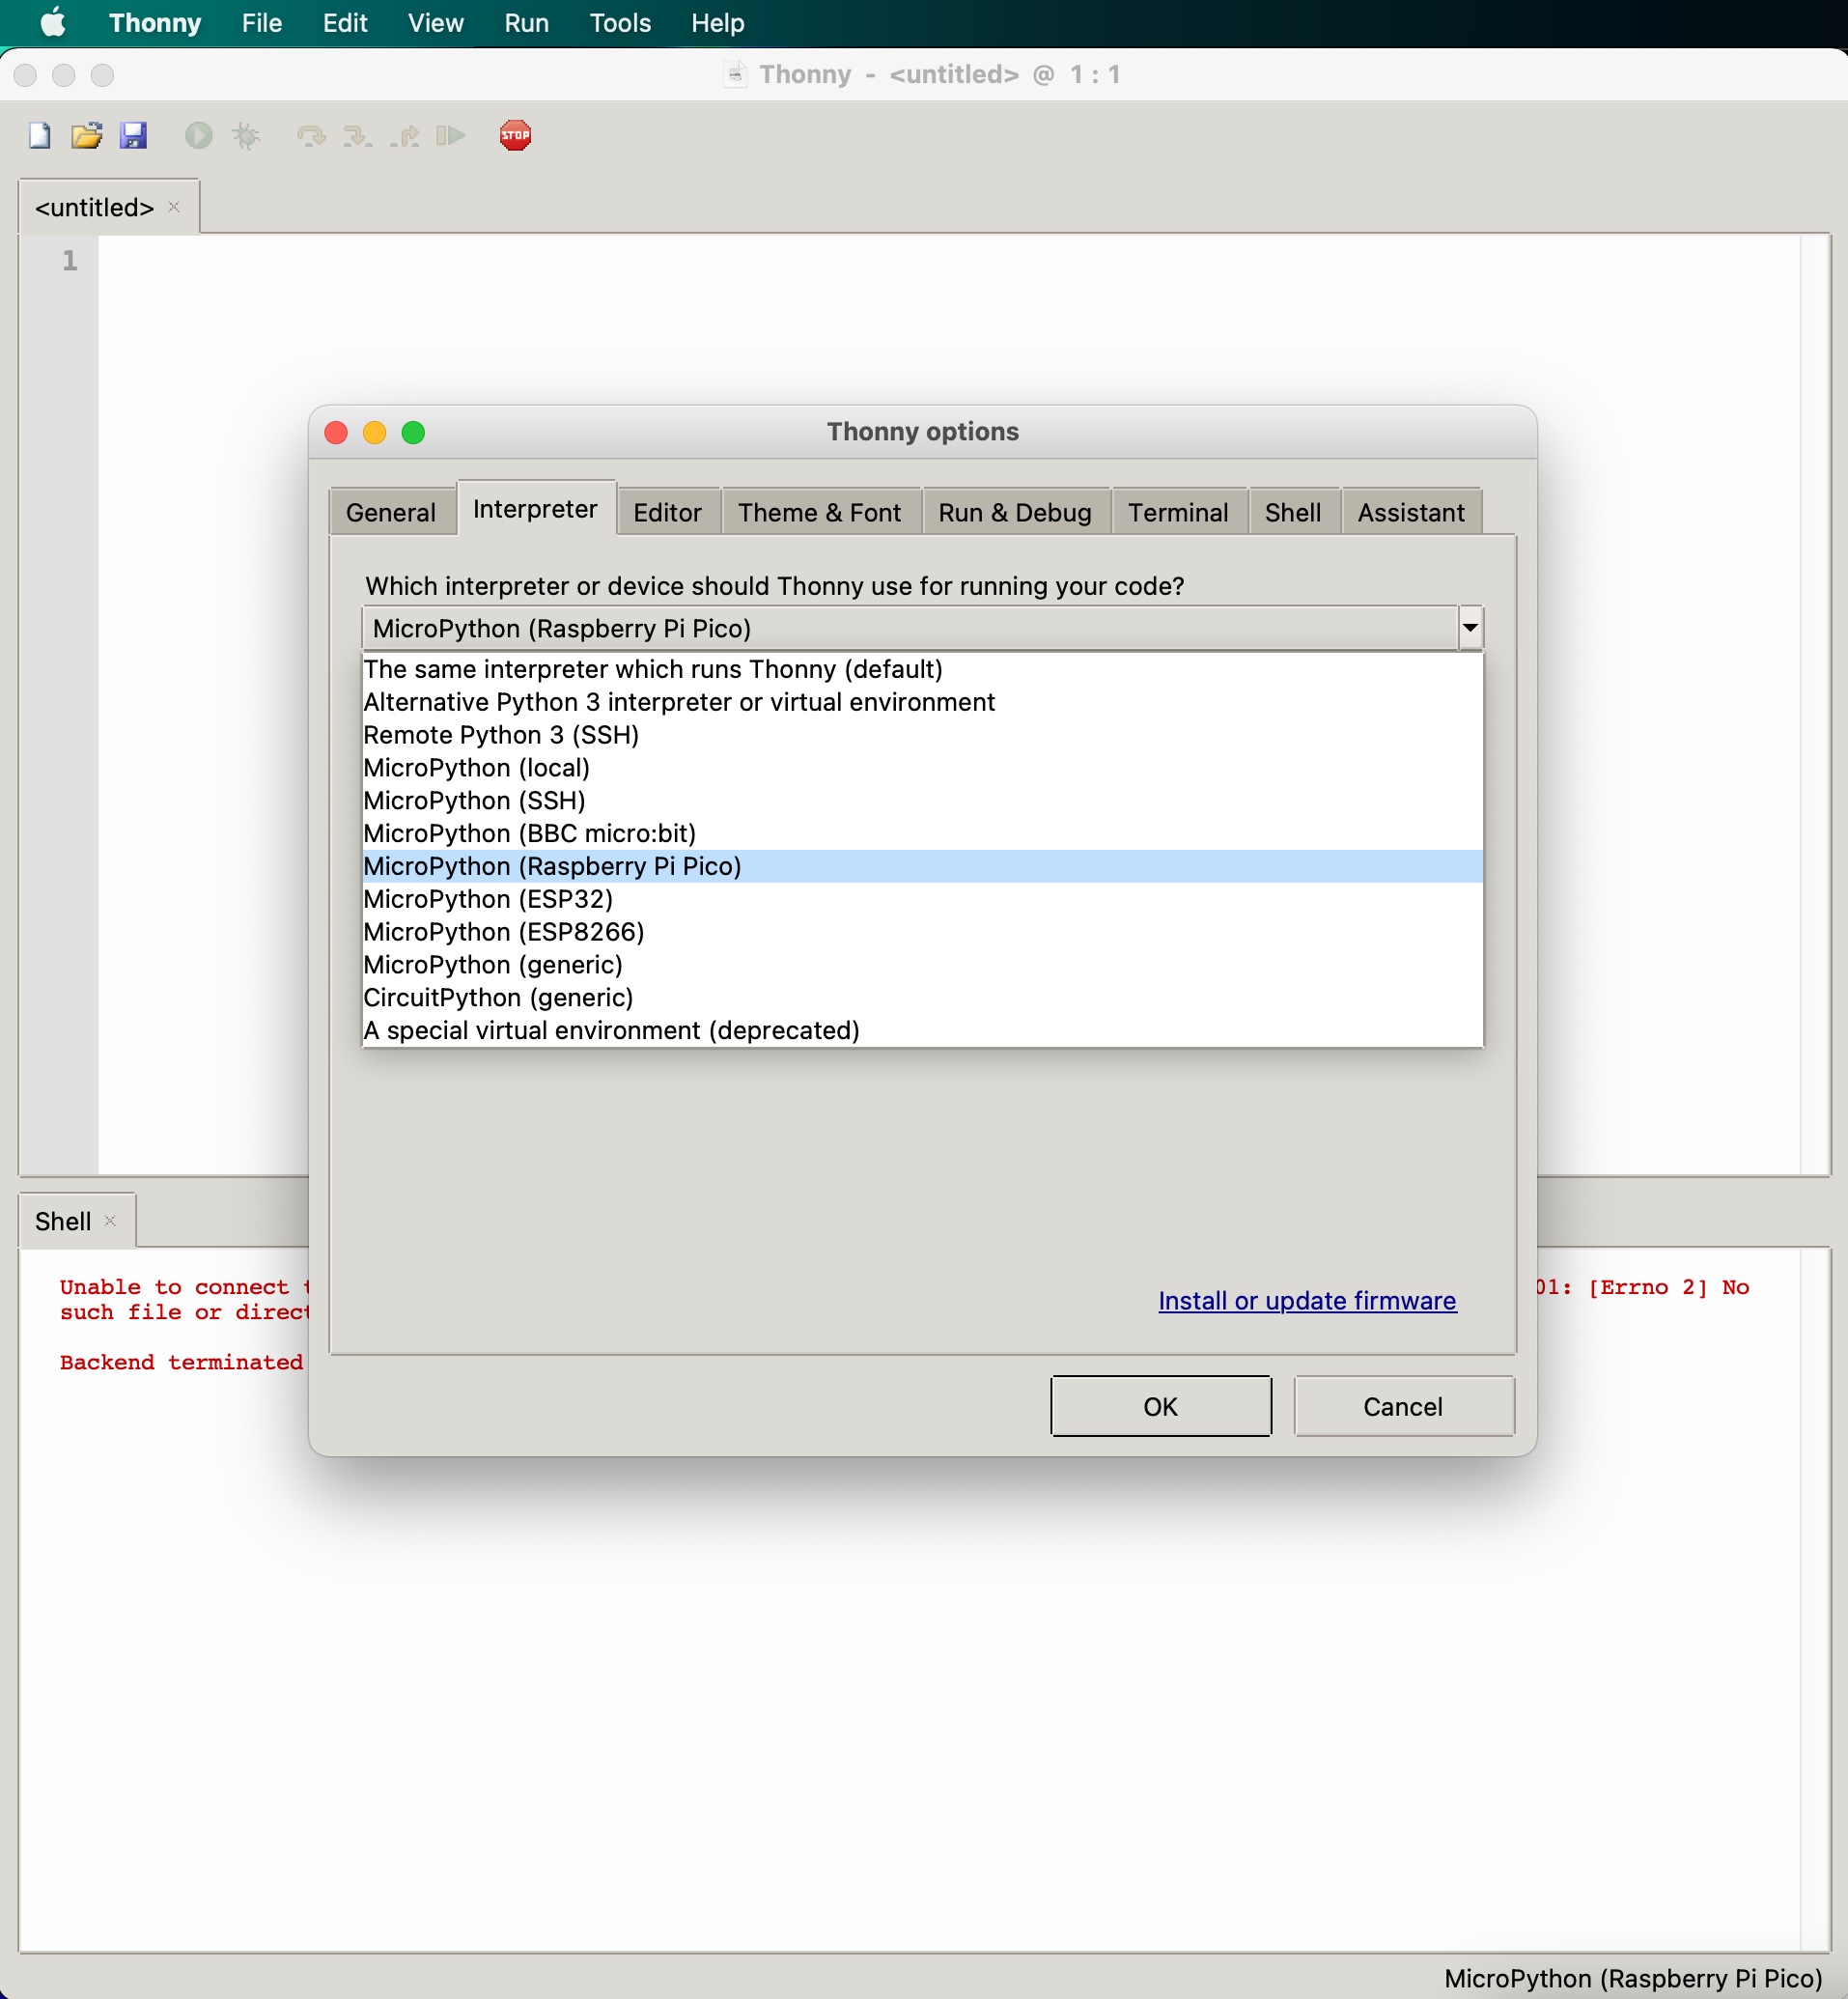 Thonny File Edit View Run Tools Help
Thonny - <untitled> @ 1 : 1
STOP
<untitled>
1
Thonny options
General Interpreter Editor Theme & Font Run & Debug Terminal Shell Assistant
Which interpreter or device should Thonny use for running your code?
MicroPython (Raspberry Pi Pico)
The same interpreter which runs Thonny (default)
Alternative Python 3 interpreter or virtual environment
Remote Python 3 (SSH)
MicroPython (local)
MicroPython (SSH)
MicroPython (BBC micro:bit)
MicroPython (Raspberry Pi Pico)
MicroPython (ESP32)
MicroPython (ESP8266)
MicroPython (generic)
CircuitPython (generic)
A special virtual environment (deprecated)
Install or update firmware
OK Cancel
Shell
Unable to connect 01: [Errno 2] No
such file or direct
Backend terminated
MicroPython (Raspberry Pi Pico)